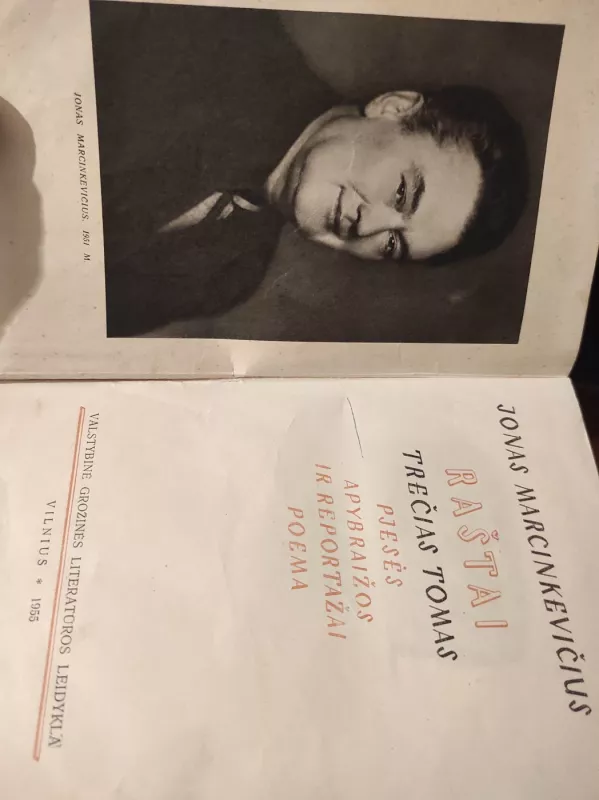 JONAS MARCINKEVIČIUS. 1951 M.
JONAS MARCINKEVIČIUS
RAŠTAI
TREČIAS TOMAS
PJESĖS
APYBRAIŽOS
IR REPORTAŽAI
POEMA
VALSTYBINĖ GROŽINĖS LITERATŪROS LEIDYKLA
VILNIUS * 1955